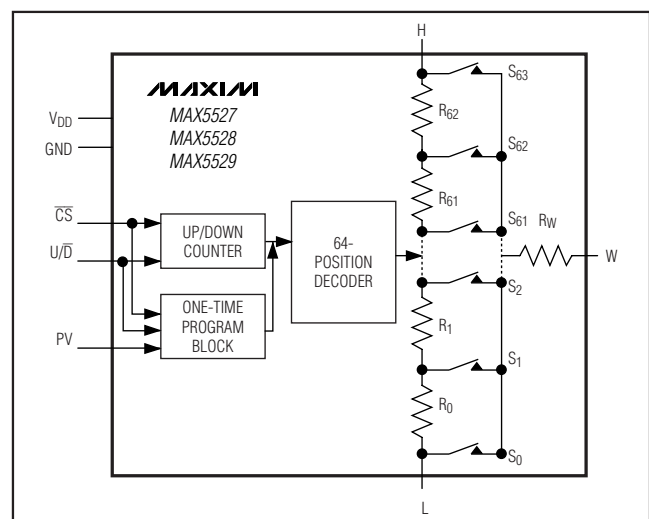 H
MAXIM
MAX5527
MAX5528
MAX5529
VDD
GND
CS
U/D
PV
UP/DOWN
COUNTER
ONE-TIME
PROGRAM
BLOCK
64-
POSITION
DECODER
S63
R62
S62
R61
S61
RW
W
S2
R1
S1
R0
S0
L